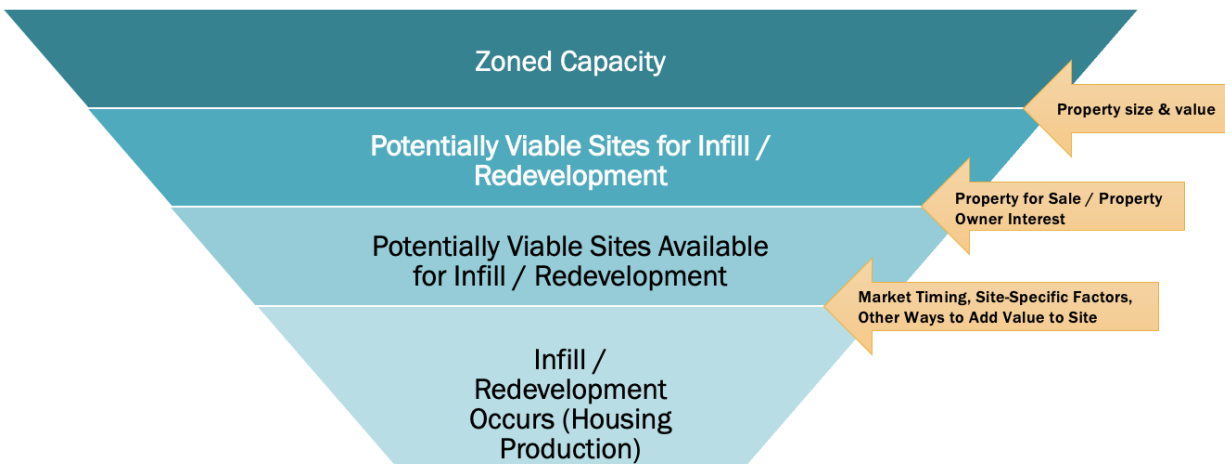 Zoned Capacity
Property size & value
Potentially Viable Sites for Infill /
Redevelopment
Property for Sale / Property
Owner Interest
Potentially Viable Sites Available
for Infill / Redevelopment
Market Timing, Site-Specific Factors,
Other Ways to Add Value to Site
Infill /
Redevelopment
Occurs (Housing
Production)